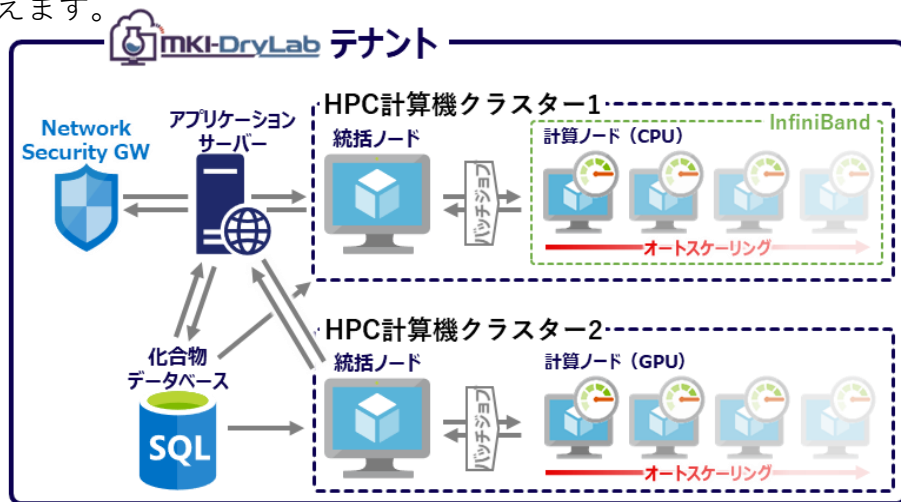 えます。
MKI-DryLab テナント
Network
Security GW
アプリケーション
サーバー
HPC計算機クラスター1
統括ノード
バッチジョブ
InfiniBand
計算ノード（CPU）
オートスケーリング
化合物
データベース
SQL
HPC計算機クラスター2
統括ノード
バッチジョブ
計算ノード（GPU）
オートスケーリング